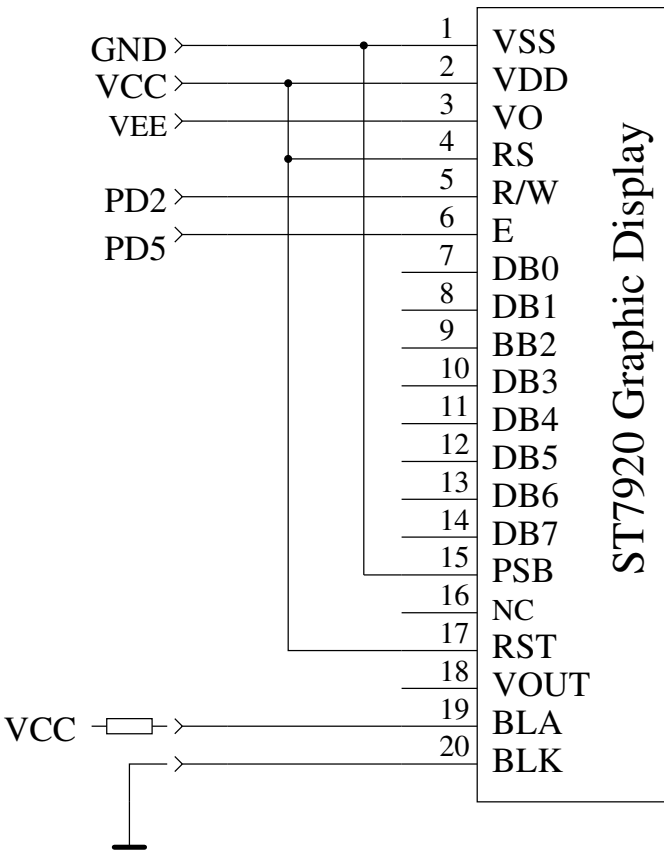 GND 1 VSS
VCC 2 VDD
VEE 3 VO
4 RS
PD2 5 R/W
PD5 6 E
7 DB0
8 DB1
9 BB2
10 DB3
11 DB4
12 DB5
13 DB6
14 DB7
15 PSB
16 NC
17 RST
18 VOUT
VCC 19 BLA
20 BLK
ST7920 Graphic Display